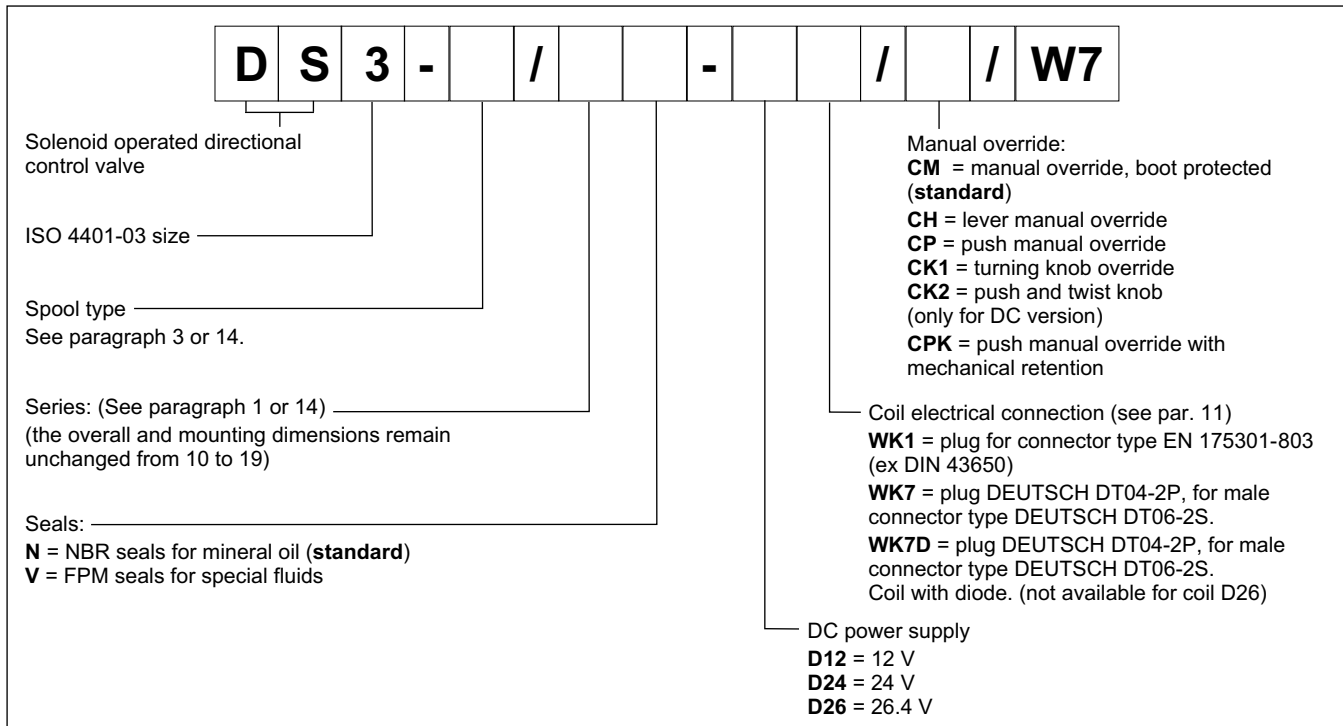 D S 3 - / - / / W7
Solenoid operated directional
control valve
ISO 4401-03 size
Spool type
See paragraph 3 or 14.
Series: (See paragraph 1 or 14)
(the overall and mounting dimensions remain
unchanged from 10 to 19)
Seals:
N = NBR seals for mineral oil (standard)
V = FPM seals for special fluids
Manual override:
CM = manual override, boot protected
(standard)
CH = lever manual override
CP = push manual override
CK1 = turning knob override
CK2 = push and twist knob
(only for DC version)
CPK = push manual override with
mechanical retention
Coil electrical connection (see par. 11)
WK1 = plug for connector type EN 175301-803
(ex DIN 43650)
WK7 = plug DEUTSCH DT04-2P, for male
connector type DEUTSCH DT06-2S.
WK7D = plug DEUTSCH DT04-2P, for male
connector type DEUTSCH DT06-2S.
Coil with diode. (not available for coil D26)
DC power supply
D12 = 12 V
D24 = 24 V
D26 = 26.4 V